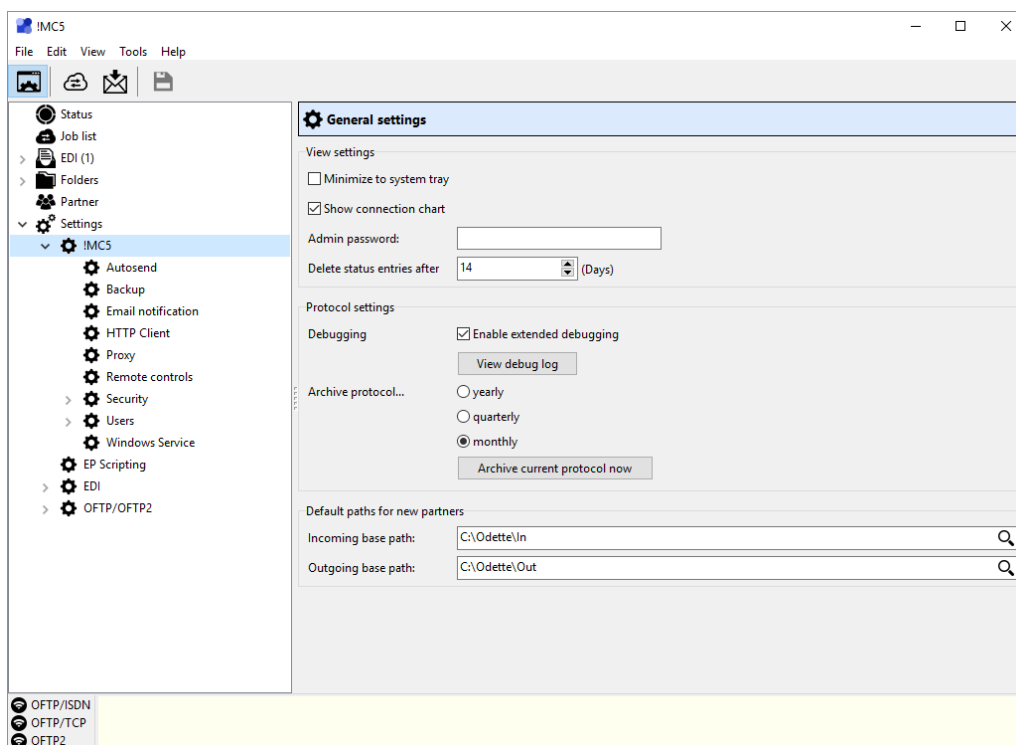 !MC5
File Edit View Tools Help
Status
Job list
EDI (1)
Folders
Partner
Settings
!MC5
Autosend
Backup
Email notification
HTTP Client
Proxy
Remote controls
Security
Users
Windows Service
EP Scripting
EDI
OFTP/OFTP2
General settings
View settings
Minimize to system tray
Show connection chart
Admin password:
Delete status entries after 14 (Days)
Protocol settings
Debugging Enable extended debugging
View debug log
Archive protocol... yearly
quarterly
monthly
Archive current protocol now
Default paths for new partners
Incoming base path: C:\Odette\In
Outgoing base path: C:\Odette\Out
OFTP/ISDN
OFTP/TCP
OFTP2